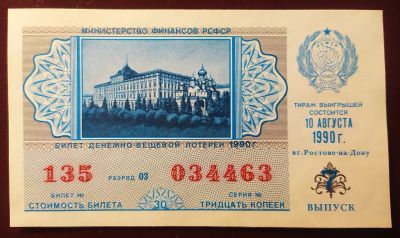 МИНИСТЕРСТВО ФИНАНСОВ РСФСР
БИЛЕТ ДЕНЕЖНО-ВЕЩЕВОЙ ЛОТЕРЕИ 1990г.
135 РАЗРЯД 03 034463
БИЛЕТ № СЕРИЯ №
СТОИМОСТЬ БИЛЕТА 30 ТРИДЦАТЬ КОПЕЕК
ТИРАЖ ВЫИГРЫШЕЙ
СОСТОИТСЯ
10 АВГУСТА
1990 г.
в г. Ростове-на-Дону
7
ВЫПУСК